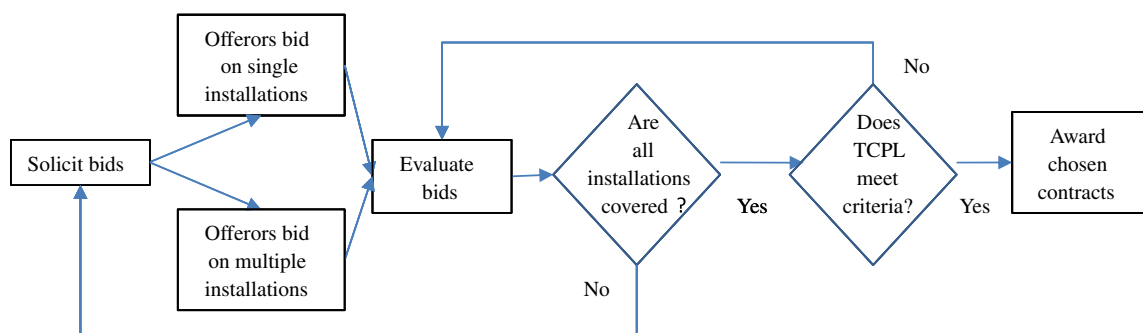 Offerors bid
on single
installations
Solicit bids
Offerors bid
on multiple
installations
Evaluate
bids
Are
all
installations
covered ?
Yes
No
Does
TCPL
meet
criteria?
No
Yes
Award
chosen
contracts